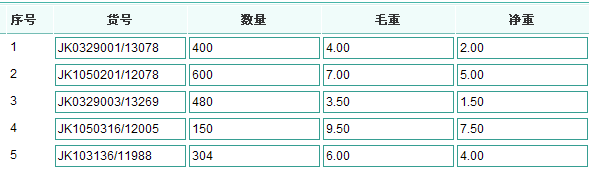 序号 货号 数量 毛重 净重
1 JK0329001/13078 400 4.00 2.00
2 JK1050201/12078 600 7.00 5.00
3 JK0329003/13269 480 3.50 1.50
4 JK1050316/12005 150 9.50 7.50
5 JK103136/11988 304 6.00 4.00